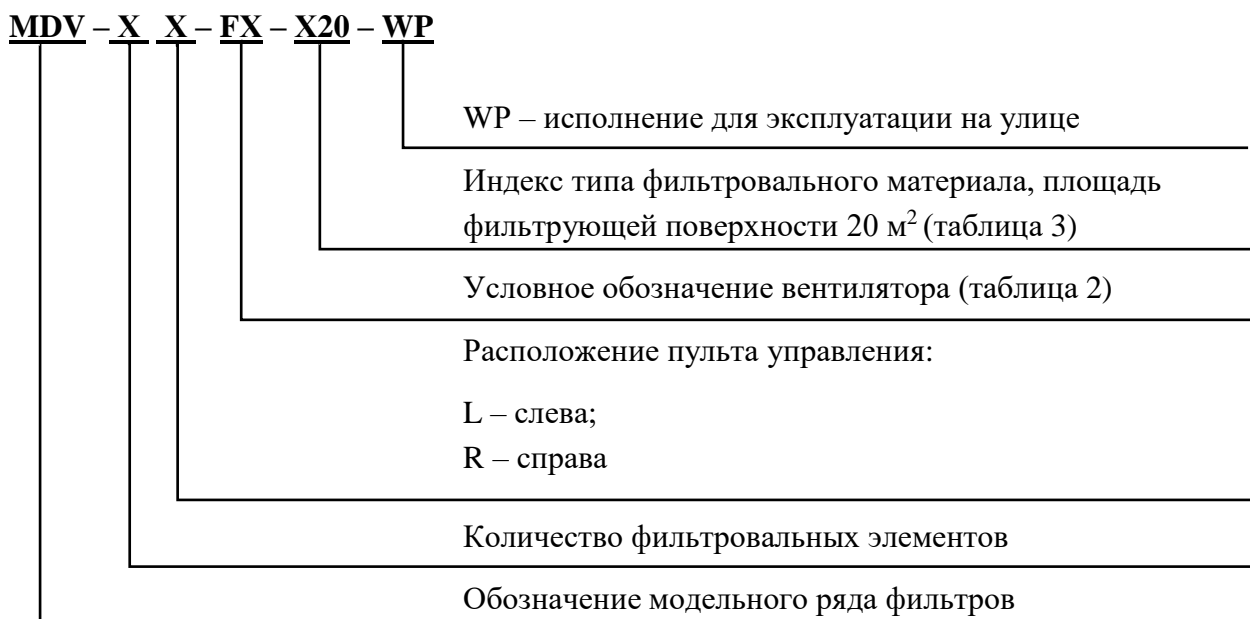 MDV – X X – FX – X20 – WP
WP – исполнение для эксплуатации на улице
Индекс типа фильтровального материала, площадь
фильтрующей поверхности 20 м² (таблица 3)
Условное обозначение вентилятора (таблица 2)
Расположение пульта управления:
L – слева;
R – справа
Количество фильтровальных элементов
Обозначение модельного ряда фильтров